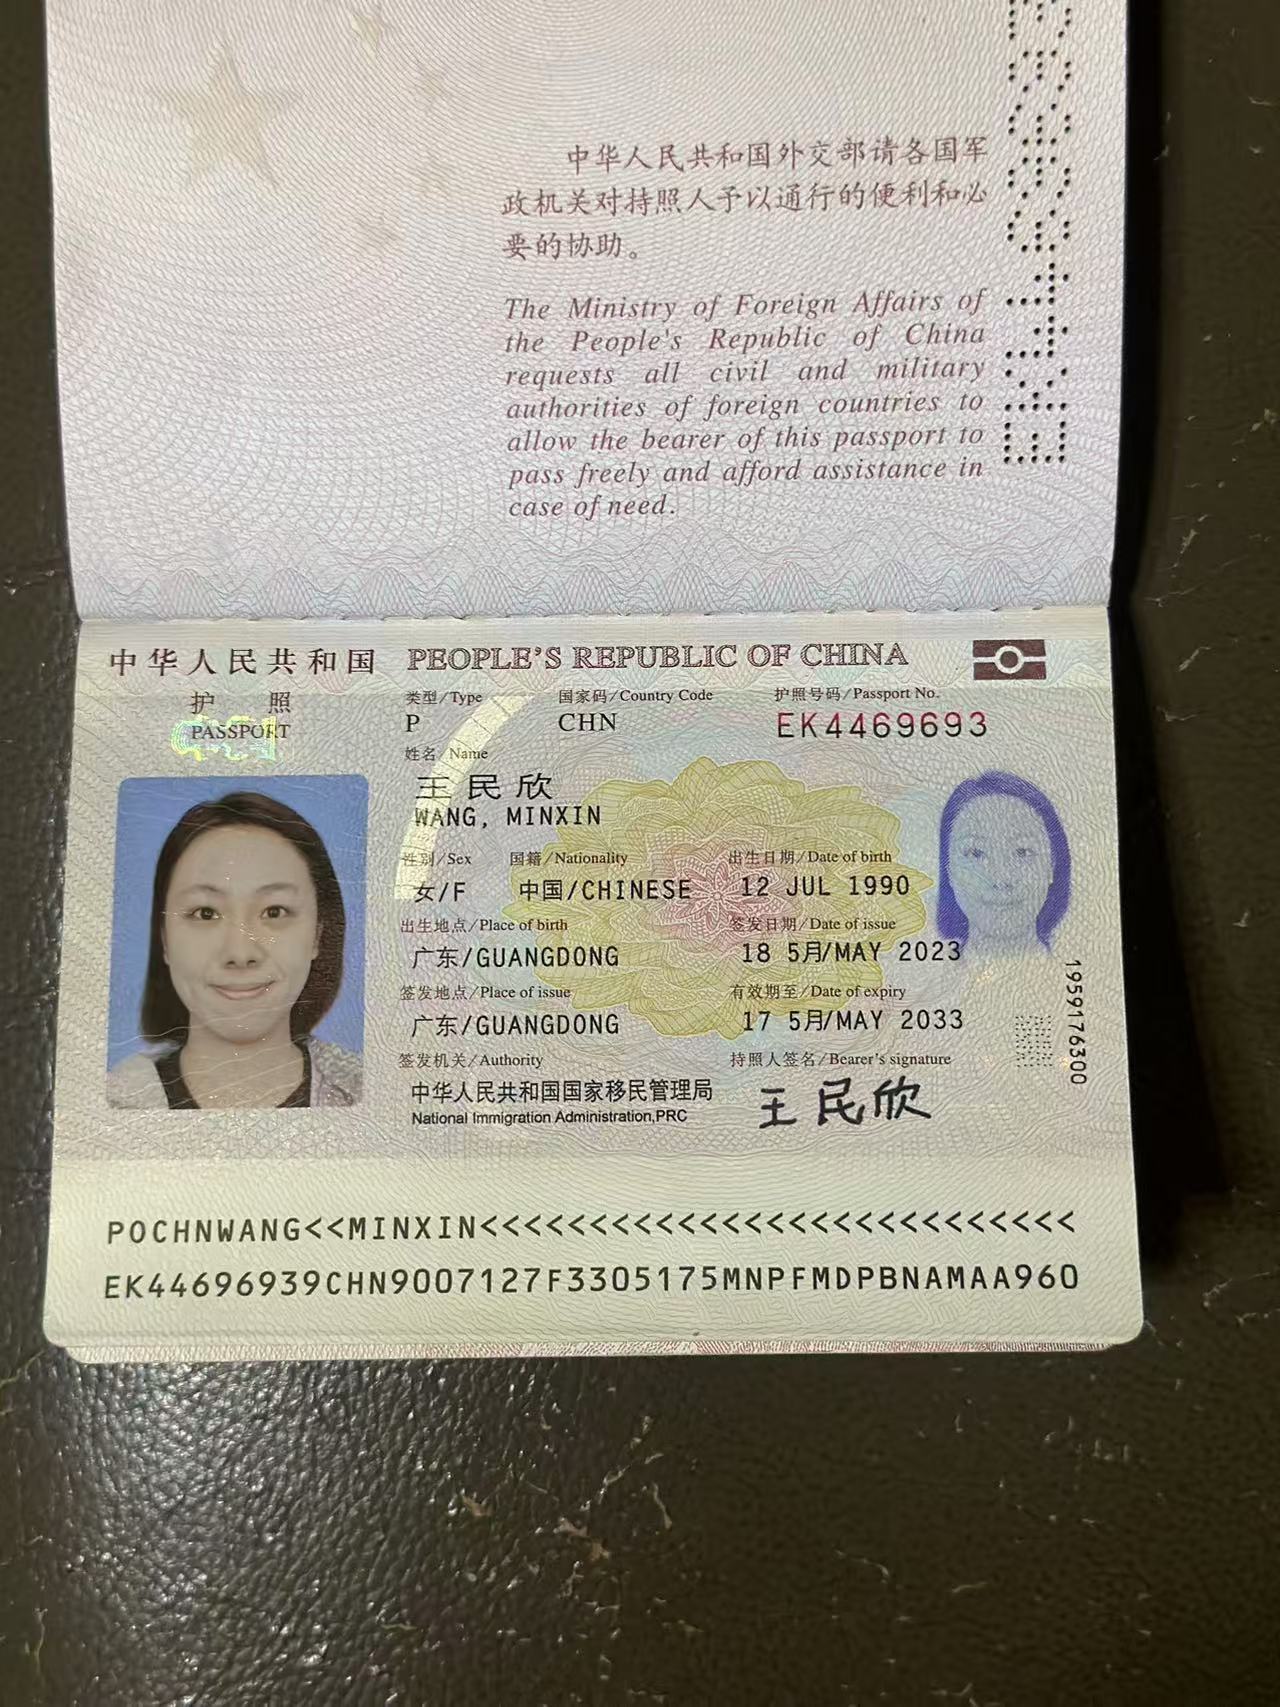 中华人民共和国外交部请各国军
政机关对持照人予以通行的便利和必
要的协助。
The Ministry of Foreign Affairs of
the People's Republic of China
requests all civil and military
authorities of foreign countries to
allow the bearer of this passport to
pass freely and afford assistance in
case of need.
中华人民共和国 PEOPLE'S REPUBLIC OF CHINA
护照 类型/Type 国家码/Country Code 护照号码/Passport No.
PASSPORT P CHN EK4469693
姓名/Name
王民欣
WANG, MINXIN
性别/Sex 国籍/Nationality 出生日期/Date of birth
女/F 中国/CHINESE 12 JUL 1990
出生地点/Place of birth 签发日期/Date of issue
广东/GUANGDONG 18 5月/MAY 2023
签发地点/Place of issue 有效期至/Date of expiry
广东/GUANGDONG 17 5月/MAY 2033
签发机关/Authority 持照人签名/Bearer's signature
中华人民共和国国家移民管理局 王民欣
National Immigration Administration,PRC
1959176300
POCHNWANG<<MINXIN<<<<<<<<<<<<<<<<<<<<<<<<<<<
EK44696939CHN9007127F3305175MNPFMDPBNAMAA960